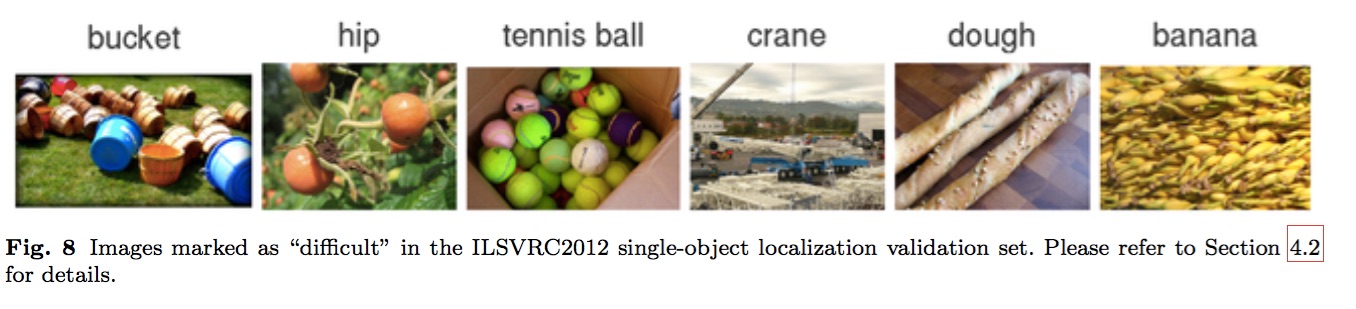 bucket hip tennis ball crane dough banana
Fig. 8 Images marked as “difficult” in the ILSVRC2012 single-object localization validation set. Please refer to Section 4.2
for details.